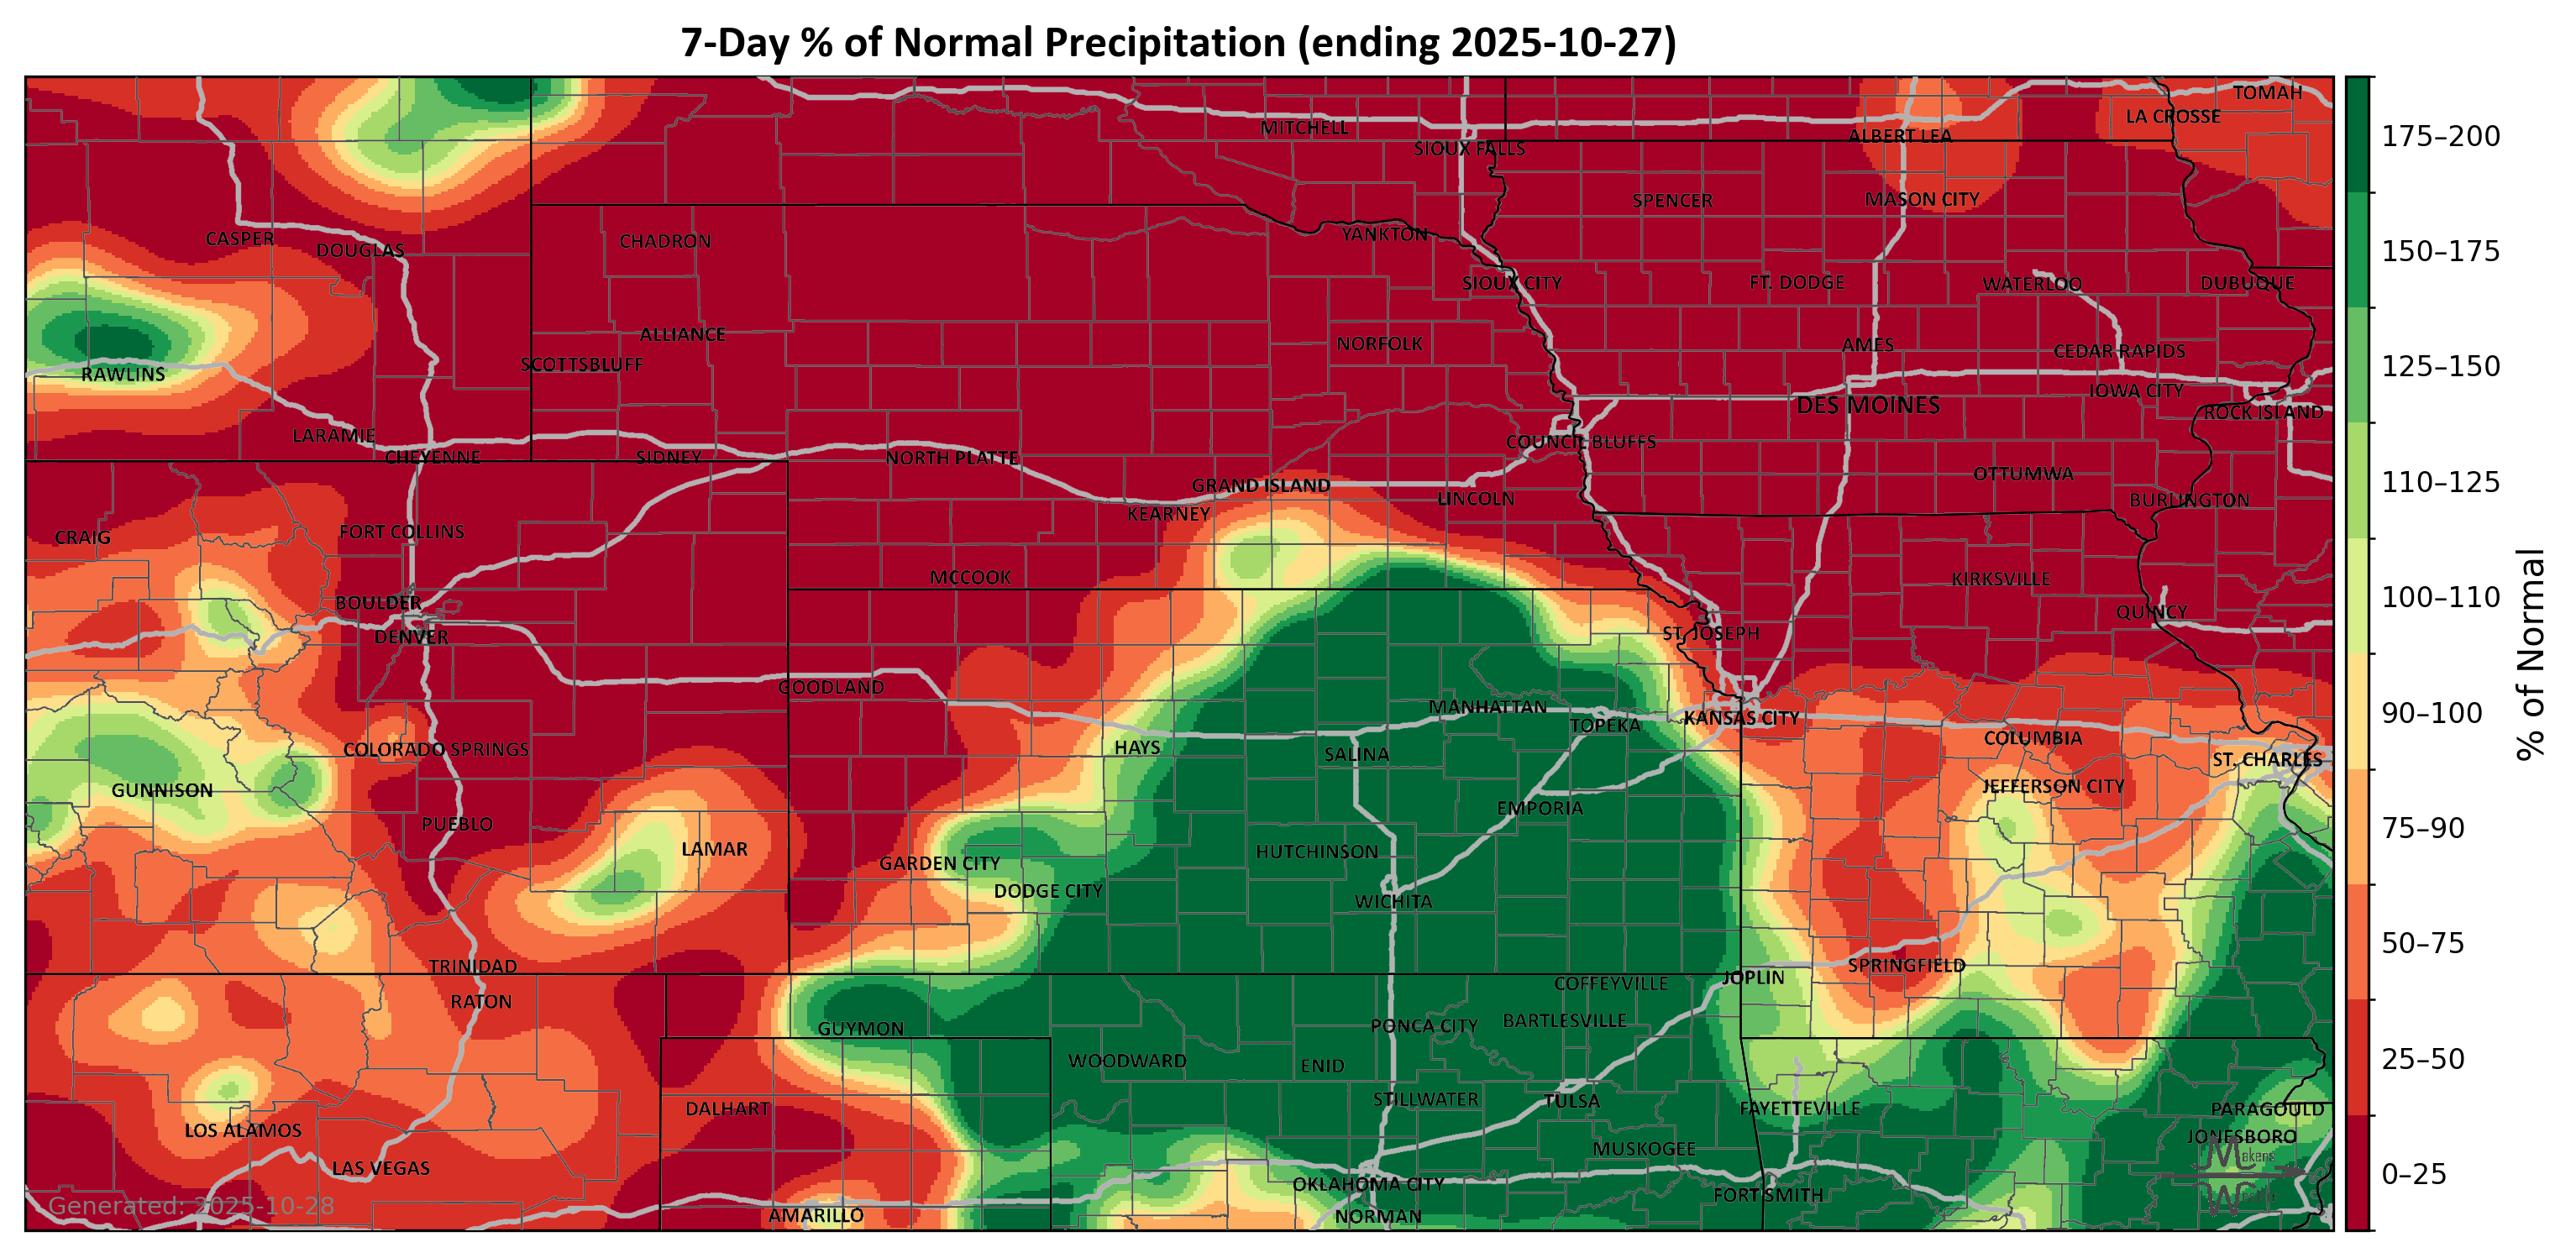 7-Day % of Normal Precipitation (ending 2025-10-27)
TOMAH
LA CROSSE
MITCHELL
ALBERT LEA
SIOUX FALLS
SPENCER
MASON CITY
YANKTON
CASPER
DOUGLAS
CHADRON
SIOUX CITY
FT. DODGE
WATERLOO
DUBUQUE
ALLIANCE
NORFOLK
AMES
CEDAR RAPIDS
SCOTTSBLUFF
RAWLINS
IOWA CITY
DES MOINES
ROCK ISLAND
LARAMIE
COUNCIL BLUFFS
CHEYENNE
SIDNEY
NORTH PLATTE
OTTUMWA
GRAND ISLAND
LINCOLN
BURLINGTON
KEARNEY
FORT COLLINS
CRAIG
MCCOOK
KIRKSVILLE
BOULDER
QUINCY
DENVER
ST. JOSEPH
GOODLAND
MANHATTAN
TOPEKA
KANSAS CITY
COLUMBIA
COLORADO SPRINGS
HAYS
SALINA
ST. CHARLES
GUNNISON
JEFFERSON CITY
EMPORIA
PUEBLO
LAMAR
HUTCHINSON
GARDEN CITY
DODGE CITY
WICHITA
TRINIDAD
SPRINGFIELD
JOPLIN
COFFEYVILLE
RATON
GUYMON
PONCA CITY
BARTLESVILLE
WOODWARD
ENID
STILLWATER
TULSA
DALHART
FAYETTEVILLE
PARAGOULD
LOS ALAMOS
JONESBORO
MUSKOGEE
LAS VEGAS
OKLAHOMA CITY
FORT SMITH
AMARILLO
NORMAN
Generated: 2025-10-28
Makens
175–200
150–175
125–150
110–125
100–110
90–100
75–90
50–75
25–50
0–25
% of Normal